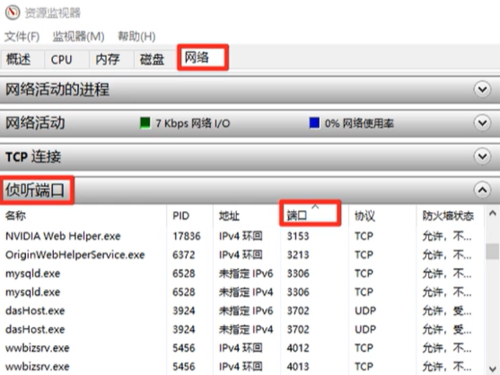 资源监视器
文件(F) 监视器(M) 帮助(H)
概述 CPU 内存 磁盘 网络
网络活动的进程
网络活动 7 Kbps 网络 I/O 0% 网络使用率
TCP 连接
侦听端口
名称 PID 地址 端口 协议 防火墙状态
NVIDIA Web Helper.exe 17836 IPv4 环回 3153 TCP 允许，不...
OriginWebHelperService.exe 6372 IPv4 环回 3213 TCP 允许，不...
mysqld.exe 6528 未指定 IPv6 3306 TCP 允许，不...
mysqld.exe 6528 未指定 IPv4 3306 TCP 允许，不...
dasHost.exe 3924 未指定 IPv6 3702 UDP 允许，受...
dasHost.exe 3924 未指定 IPv4 3702 UDP 允许，受...
wwbizsrv.exe 5456 IPv4 环回 4012 TCP 允许，不...
wwbizsrv.exe 5456 IPv4 环回 4013 TCP 允许，不...